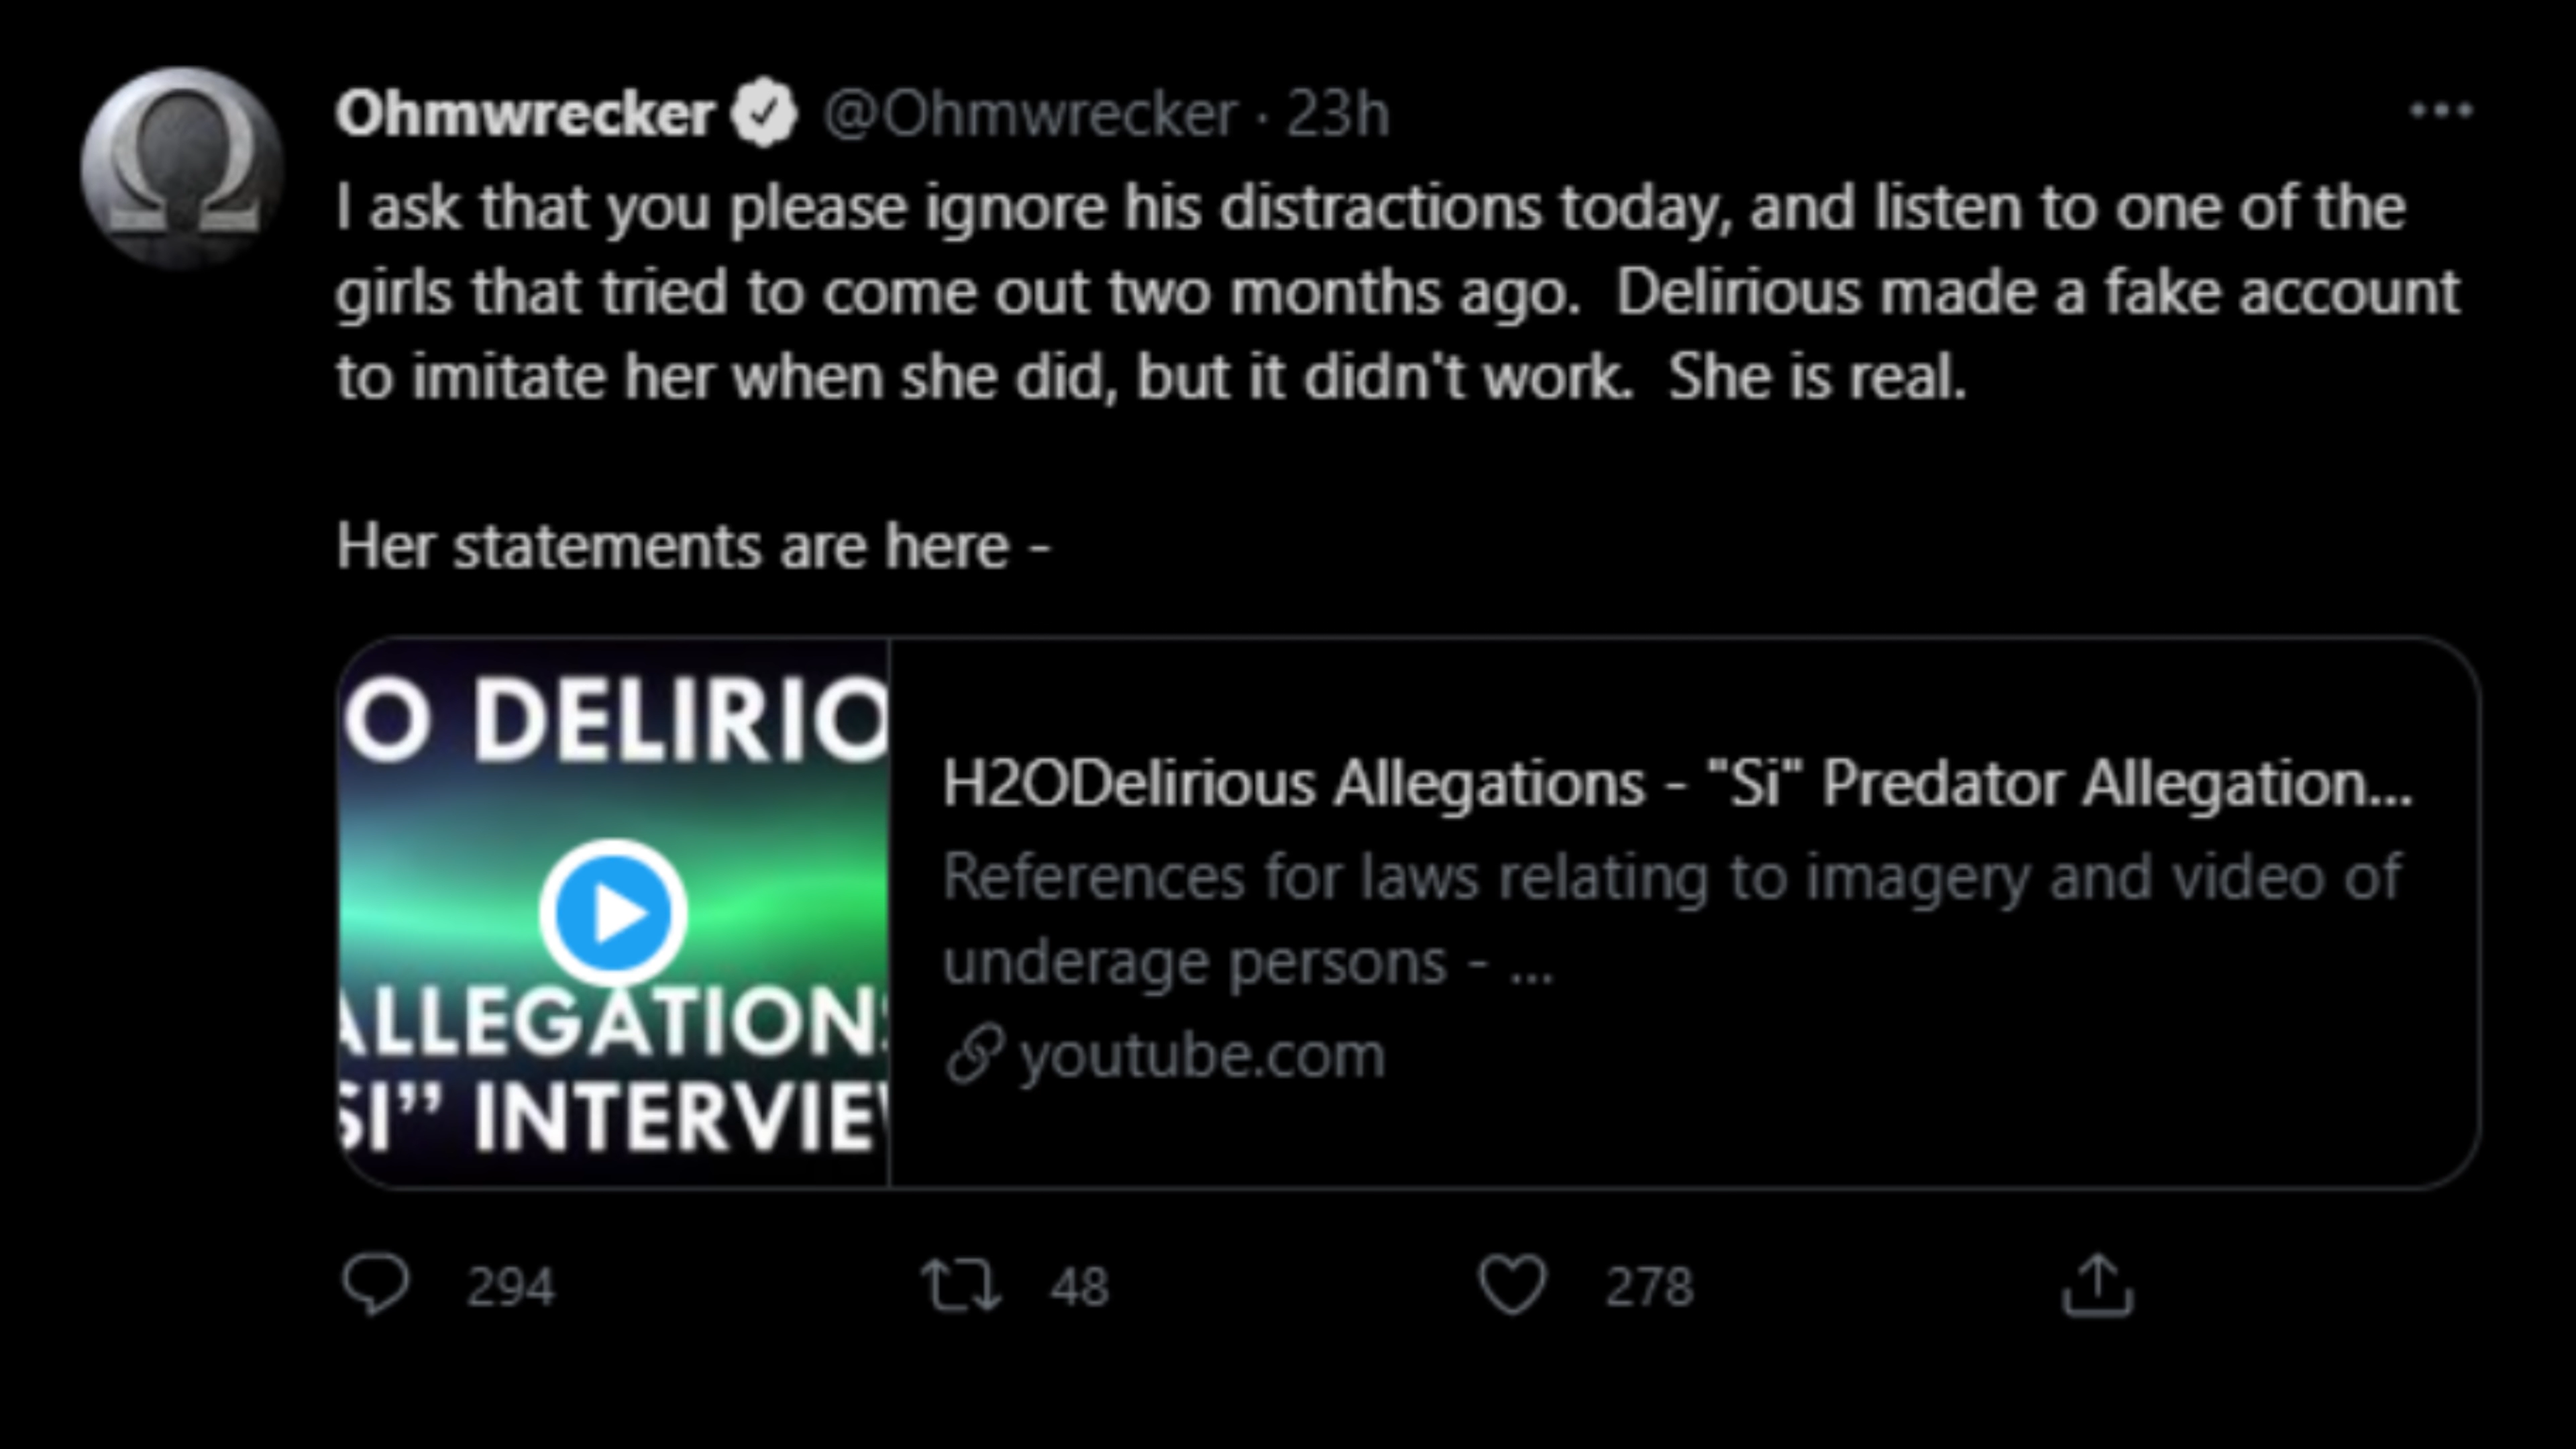 Ohmwrecker @Ohmwrecker · 23h
I ask that you please ignore his distractions today, and listen to one of the
girls that tried to come out two months ago.  Delirious made a fake account
to imitate her when she did, but it didn't work.  She is real.
Her statements are here -
O DELIRIO
ALLEGATIONS
SI” INTERVIEW
H2ODelirious Allegations - "Si" Predator Allegation...
References for laws relating to imagery and video of
underage persons - ...
youtube.com
294 48 278